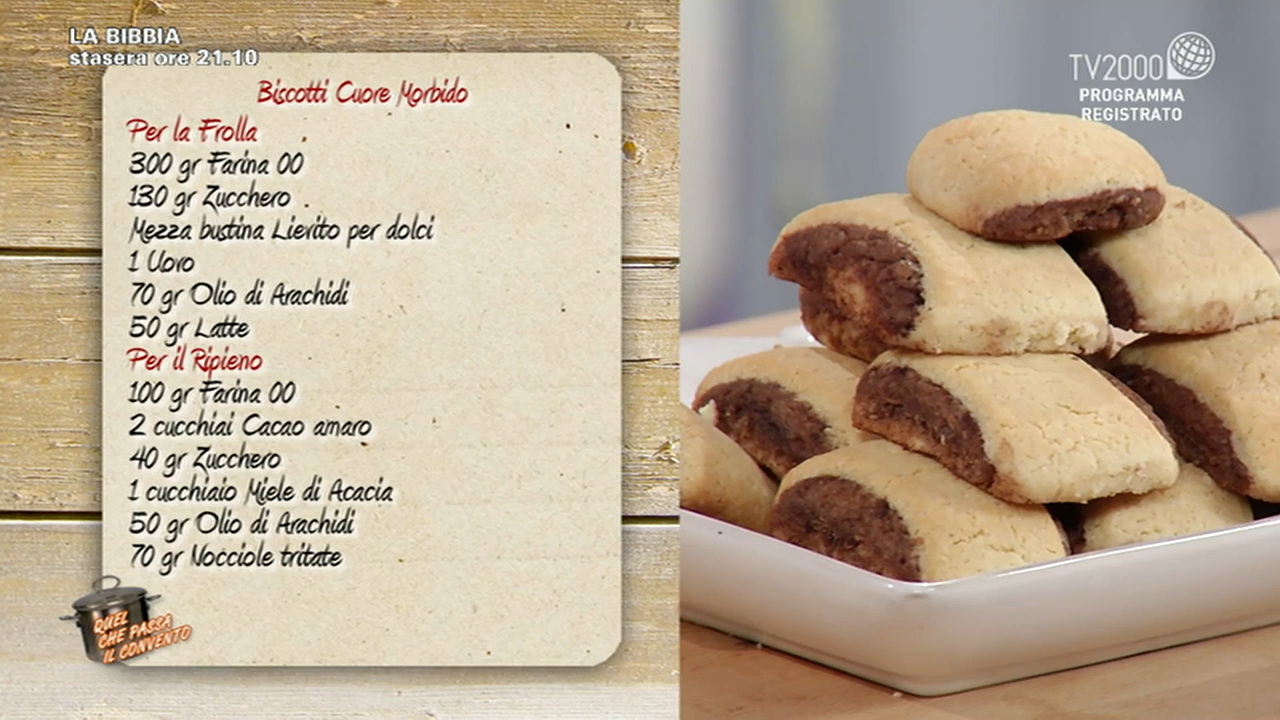 LA BIBBIA
stasera ore 21.10
Biscotti Cuore Morbido
Per la Frolla
300 gr Farina 00
130 gr Zucchero
Mezza bustina Lievito per dolci
1 Uovo
70 gr Olio di Arachidi
50 gr Latte
Per il Ripieno
100 gr Farina 00
2 cucchiai Cacao amaro
40 gr Zucchero
1 cucchiaio Miele di Acacia
50 gr Olio di Arachidi
70 gr Nocciole tritate
QUEL
CHE PASSA
IL CONVENTO
TV2000
PROGRAMMA
REGISTRATO